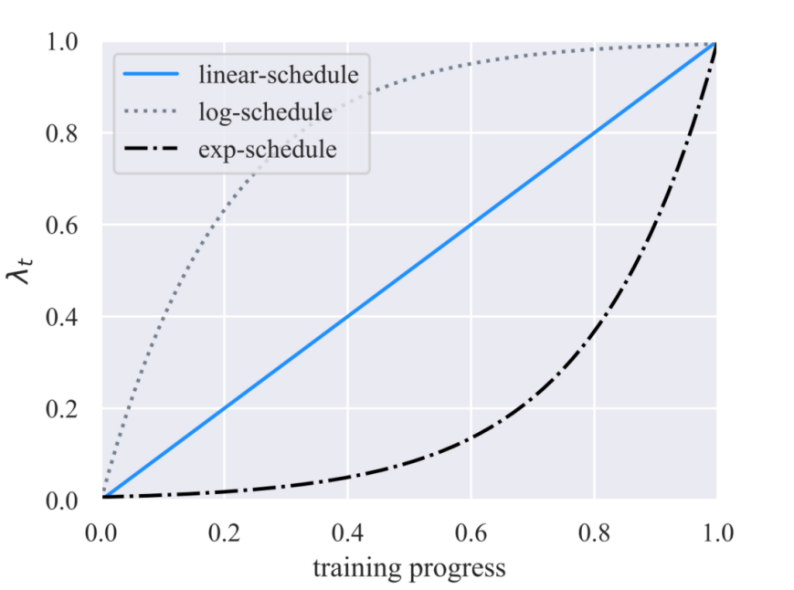 1.0
0.8
0.6
0.4
0.2
0.0
λt
linear-schedule
log-schedule
exp-schedule
0.0 0.2 0.4 0.6 0.8 1.0
training progress